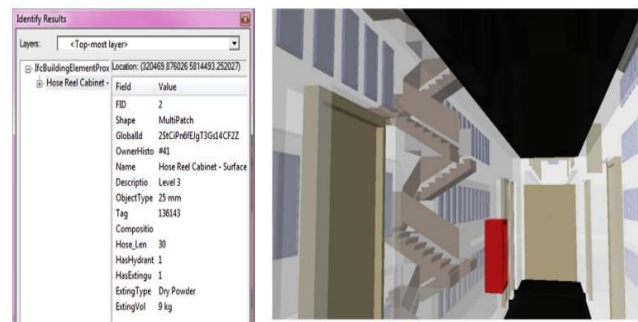 Identify Results
Layers: <Top-most layer>
IfcBuildingElementProx
Hose Reel Cabinet -
Location: (320469.876026 5814493.252027)
Field Value
FID 2
Shape MultiPatch
GlobalId 2StCiPn6fEJgT3Gs14CF2Z
OwnerHisto #41
Name Hose Reel Cabinet - Surface
Descriptio Level 3
ObjectType 25 mm
Tag 136143
Compositio
Hose_Len 30
HasHydrant 1
HasExtingu 1
ExtingType Dry Powder
ExtingVol 9 kg